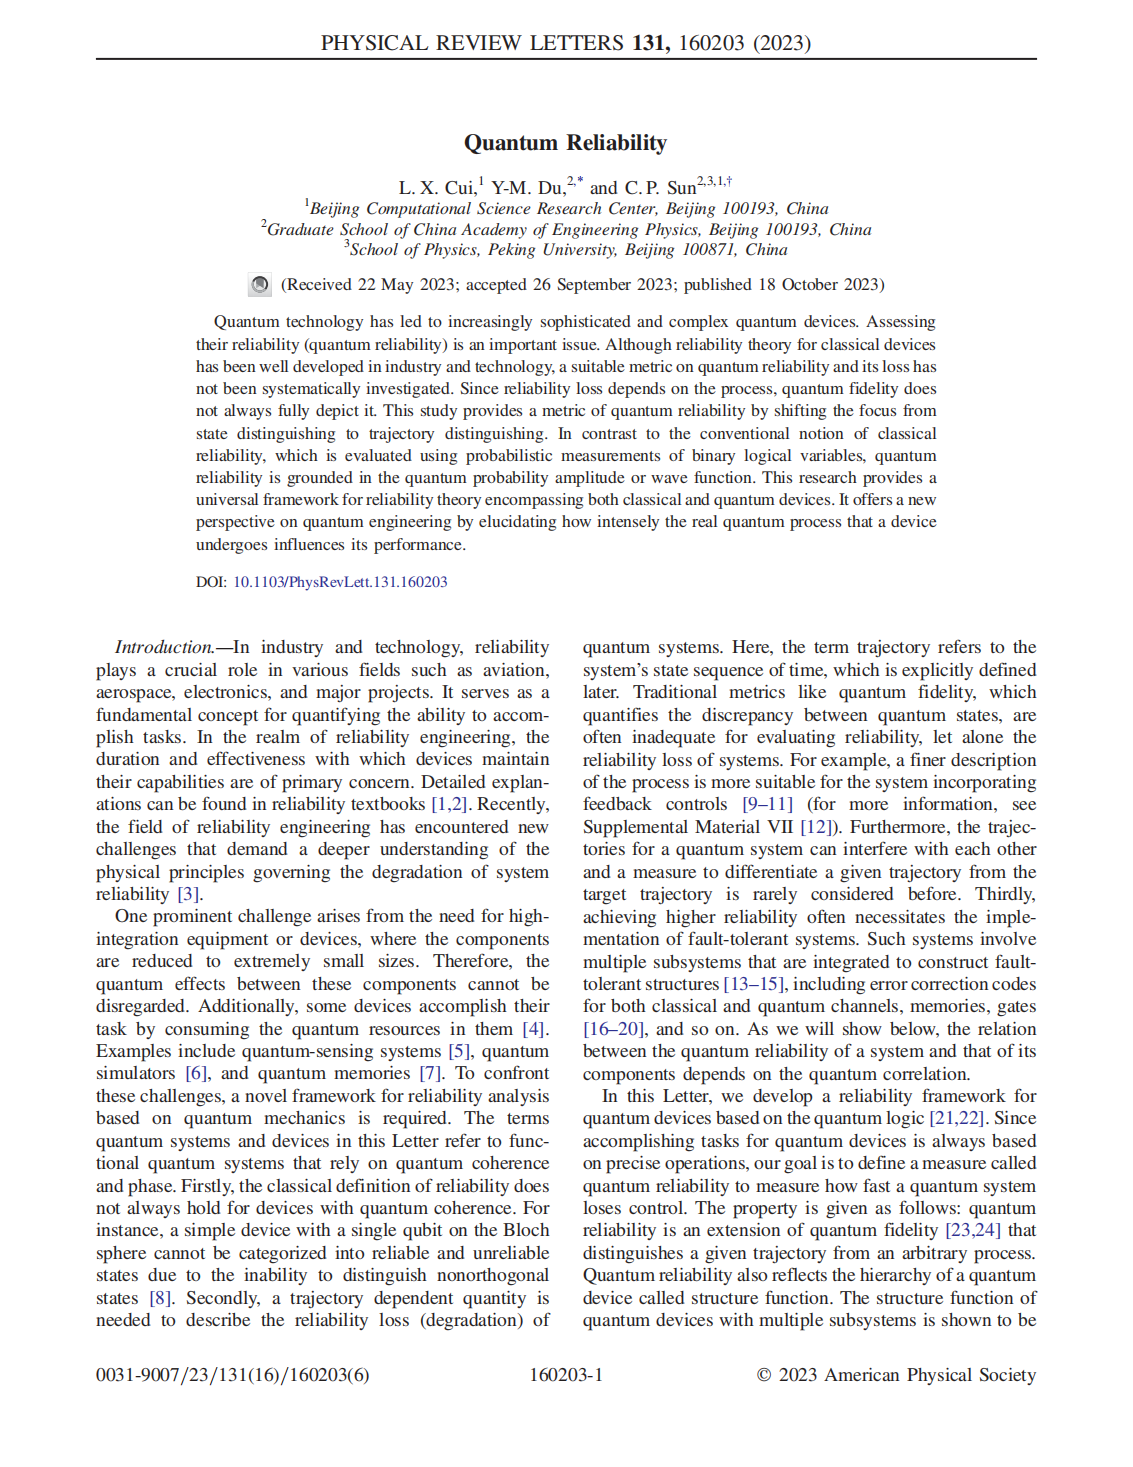 PHYSICAL REVIEW LETTERS 131, 160203 (2023)
Quantum Reliability
L. X. Cui,1 Y-M. Du,2,* and C. P. Sun2,3,1,†
1Beijing Computational Science Research Center, Beijing 100193, China
2Graduate School of China Academy of Engineering Physics, Beijing 100193, China
3School of Physics, Peking University, Beijing 100871, China
(Received 22 May 2023; accepted 26 September 2023; published 18 October 2023)
Quantum technology has led to increasingly sophisticated and complex quantum devices. Assessing
their reliability (quantum reliability) is an important issue. Although reliability theory for classical devices
has been well developed in industry and technology, a suitable metric on quantum reliability and its loss has
not been systematically investigated. Since reliability loss depends on the process, quantum fidelity does
not always fully depict it. This study provides a metric of quantum reliability by shifting the focus from
state distinguishing to trajectory distinguishing. In contrast to the conventional notion of classical
reliability, which is evaluated using probabilistic measurements of binary logical variables, quantum
reliability is grounded in the quantum probability amplitude or wave function. This research provides a
universal framework for reliability theory encompassing both classical and quantum devices. It offers a new
perspective on quantum engineering by elucidating how intensely the real quantum process that a device
undergoes influences its performance.
DOI: 10.1103/PhysRevLett.131.160203
Introduction.—In industry and technology, reliability
plays a crucial role in various fields such as aviation,
aerospace, electronics, and major projects. It serves as a
fundamental concept for quantifying the ability to accom-
plish tasks. In the realm of reliability engineering, the
duration and effectiveness with which devices maintain
their capabilities are of primary concern. Detailed explan-
ations can be found in reliability textbooks [1,2]. Recently,
the field of reliability engineering has encountered new
challenges that demand a deeper understanding of the
physical principles governing the degradation of system
reliability [3].
One prominent challenge arises from the need for high-
integration equipment or devices, where the components
are reduced to extremely small sizes. Therefore, the
quantum effects between these components cannot be
disregarded. Additionally, some devices accomplish their
task by consuming the quantum resources in them [4].
Examples include quantum-sensing systems [5], quantum
simulators [6], and quantum memories [7]. To confront
these challenges, a novel framework for reliability analysis
based on quantum mechanics is required. The terms
quantum systems and devices in this Letter refer to func-
tional quantum systems that rely on quantum coherence
and phase. Firstly, the classical definition of reliability does
not always hold for devices with quantum coherence. For
instance, a simple device with a single qubit on the Bloch
sphere cannot be categorized into reliable and unreliable
states due to the inability to distinguish nonorthogonal
states [8]. Secondly, a trajectory dependent quantity is
needed to describe the reliability loss (degradation) of
quantum systems. Here, the term trajectory refers to the
system's state sequence of time, which is explicitly defined
later. Traditional metrics like quantum fidelity, which
quantifies the discrepancy between quantum states, are
often inadequate for evaluating reliability, let alone the
reliability loss of systems. For example, a finer description
of the process is more suitable for the system incorporating
feedback controls [9–11] (for more information, see
Supplemental Material VII [12]). Furthermore, the trajec-
tories for a quantum system can interfere with each other
and a measure to differentiate a given trajectory from the
target trajectory is rarely considered before. Thirdly,
achieving higher reliability often necessitates the imple-
mentation of fault-tolerant systems. Such systems involve
multiple subsystems that are integrated to construct fault-
tolerant structures [13–15], including error correction codes
for both classical and quantum channels, memories, gates
[16–20], and so on. As we will show below, the relation
between the quantum reliability of a system and that of its
components depends on the quantum correlation.
In this Letter, we develop a reliability framework for
quantum devices based on the quantum logic [21,22]. Since
accomplishing tasks for quantum devices is always based
on precise operations, our goal is to define a measure called
quantum reliability to measure how fast a quantum system
loses control. The property is given as follows: quantum
reliability is an extension of quantum fidelity [23,24] that
distinguishes a given trajectory from an arbitrary process.
Quantum reliability also reflects the hierarchy of a quantum
device called structure function. The structure function of
quantum devices with multiple subsystems is shown to be
0031-9007/23/131(16)/160203(6)
160203-1
© 2023 American Physical Society